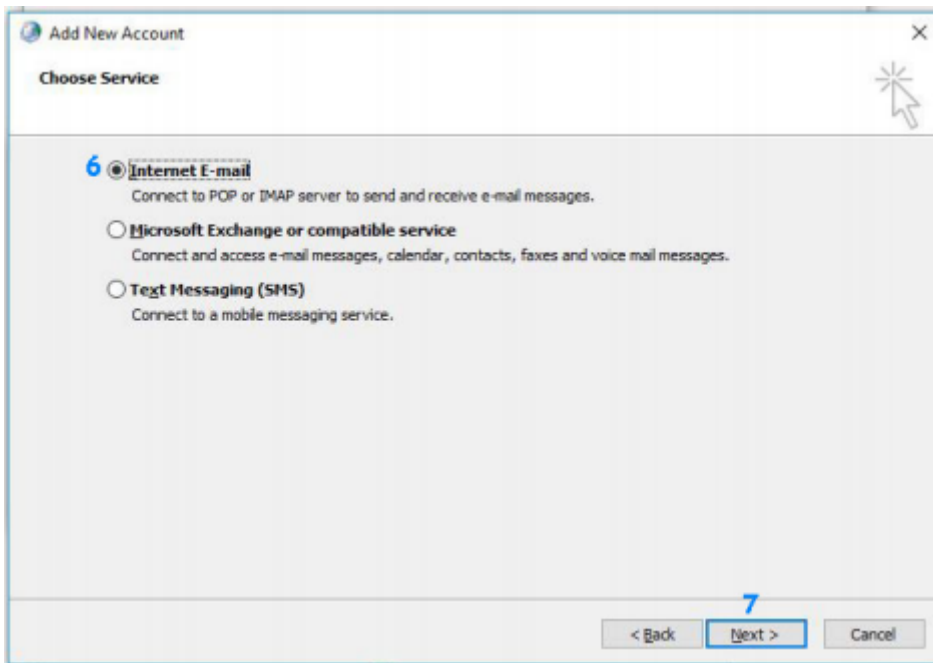 Add New Account
Choose Service
6 Internet E-mail
Connect to POP or IMAP server to send and receive e-mail messages.
Microsoft Exchange or compatible service
Connect and access e-mail messages, calendar, contacts, faxes and voice mail messages.
Text Messaging (SMS)
Connect to a mobile messaging service.
7
< Back Next > Cancel